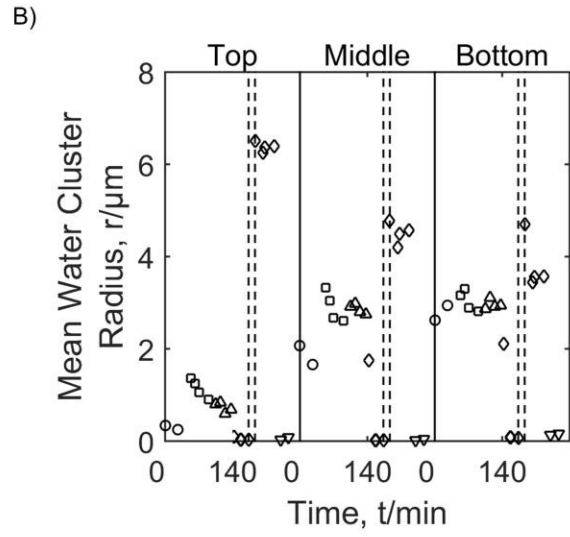 B)
Top Middle Bottom
8
6
4
2
0
Mean Water Cluster
Radius, r/μm
0 140 0 140 0 140
Time, t/min